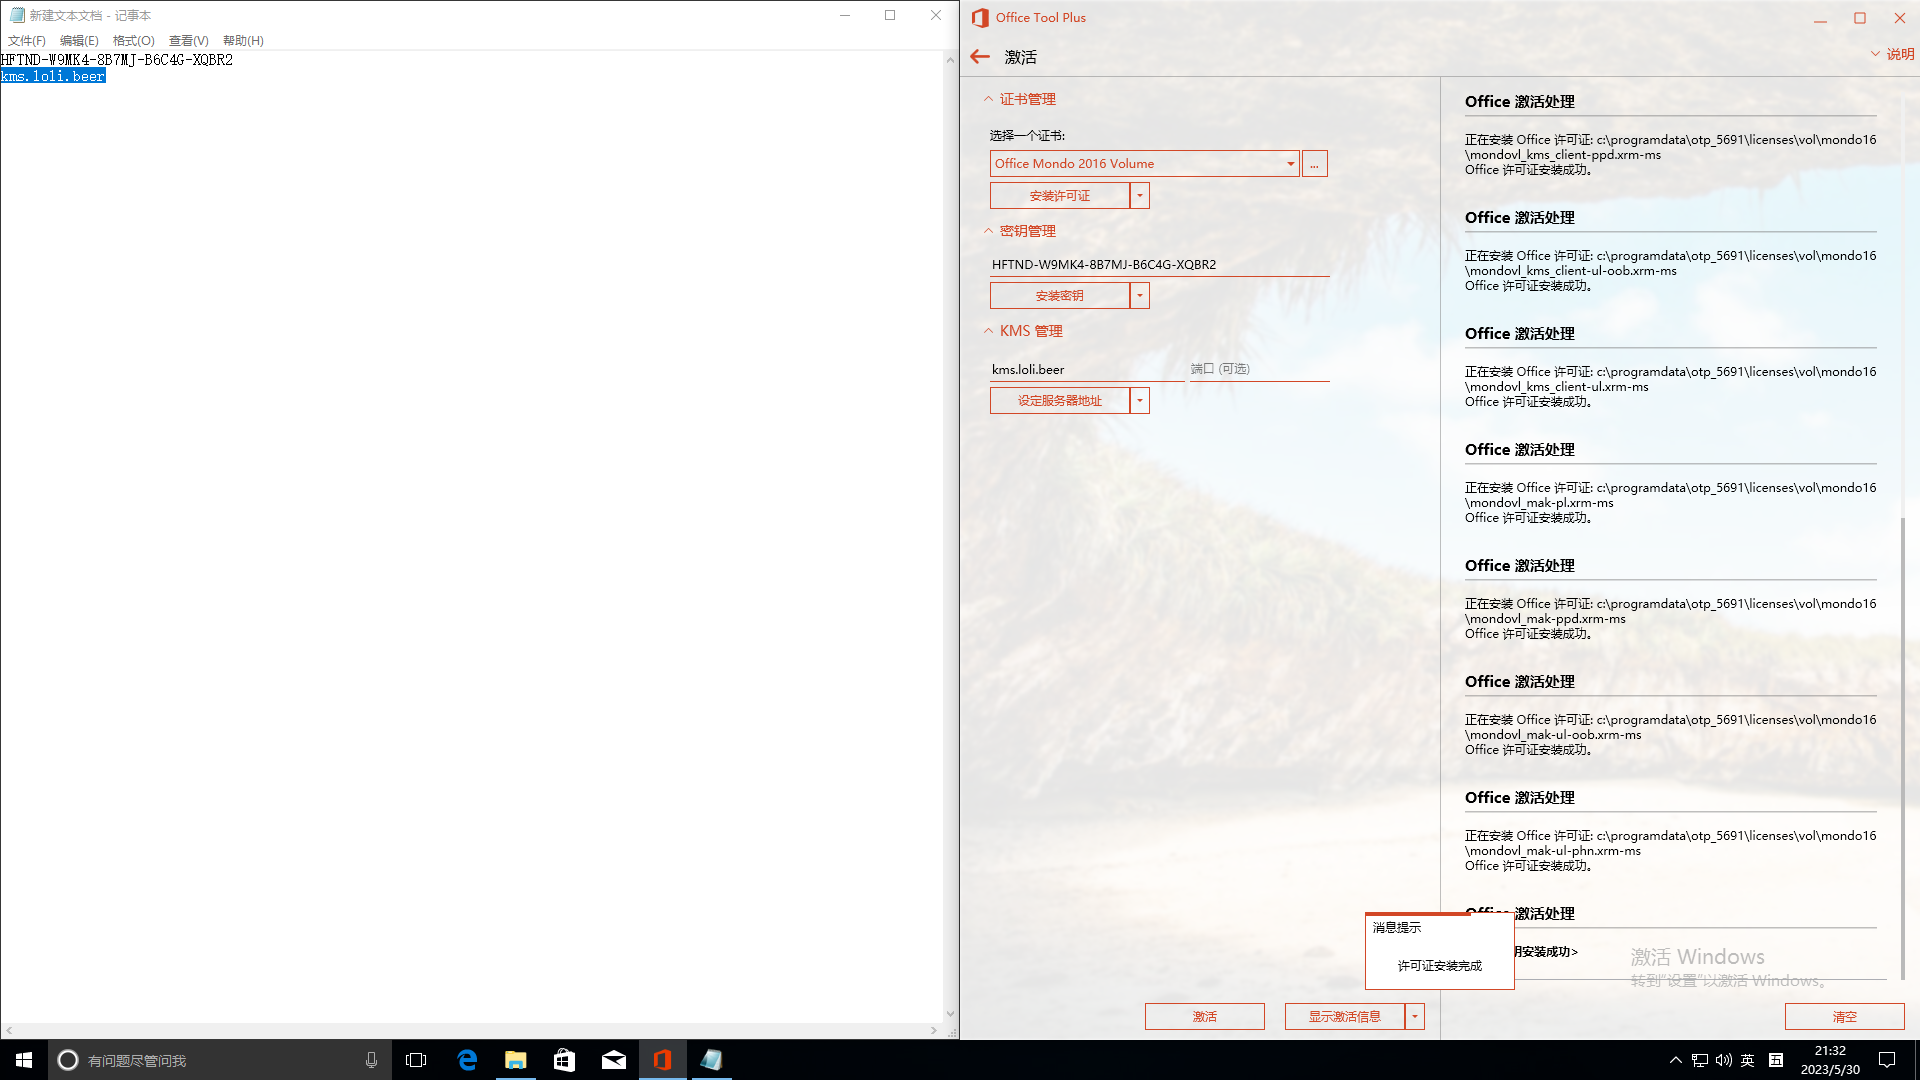 新建文本文档 - 记事本
文件(F) 编辑(E) 格式(O) 查看(V) 帮助(H)
HFTND-W9MK4-8B7MJ-B6C4G-XQBR2
kms.loli.beer
Office Tool Plus
激活
说明
证书管理
选择一个证书:
Office Mondo 2016 Volume
...
安装许可证
密钥管理
HFTND-W9MK4-8B7MJ-B6C4G-XQBR2
安装密钥
KMS 管理
kms.loli.beer
端口 (可选)
设定服务器地址
Office 激活处理
正在安装 Office 许可证: c:\programdata\otp_5691\licenses\vol\mondo16
\mondovl_kms_client-ppd.xrm-ms
Office 许可证安装成功。
Office 激活处理
正在安装 Office 许可证: c:\programdata\otp_5691\licenses\vol\mondo16
\mondovl_kms_client-ul-oob.xrm-ms
Office 许可证安装成功。
Office 激活处理
正在安装 Office 许可证: c:\programdata\otp_5691\licenses\vol\mondo16
\mondovl_kms_client-ul.xrm-ms
Office 许可证安装成功。
Office 激活处理
正在安装 Office 许可证: c:\programdata\otp_5691\licenses\vol\mondo16
\mondovl_mak-pl.xrm-ms
Office 许可证安装成功。
Office 激活处理
正在安装 Office 许可证: c:\programdata\otp_5691\licenses\vol\mondo16
\mondovl_mak-ppd.xrm-ms
Office 许可证安装成功。
Office 激活处理
正在安装 Office 许可证: c:\programdata\otp_5691\licenses\vol\mondo16
\mondovl_mak-ul-oob.xrm-ms
Office 许可证安装成功。
Office 激活处理
正在安装 Office 许可证: c:\programdata\otp_5691\licenses\vol\mondo16
\mondovl_mak-ul-phn.xrm-ms
Office 许可证安装成功。
Office 激活处理
安装成功>
消息提示
许可证安装完成
激活 Windows
转到"设置"以激活 Windows。
激活
显示激活信息
清空
有问题尽管问我
英
21:32
2023/5/30